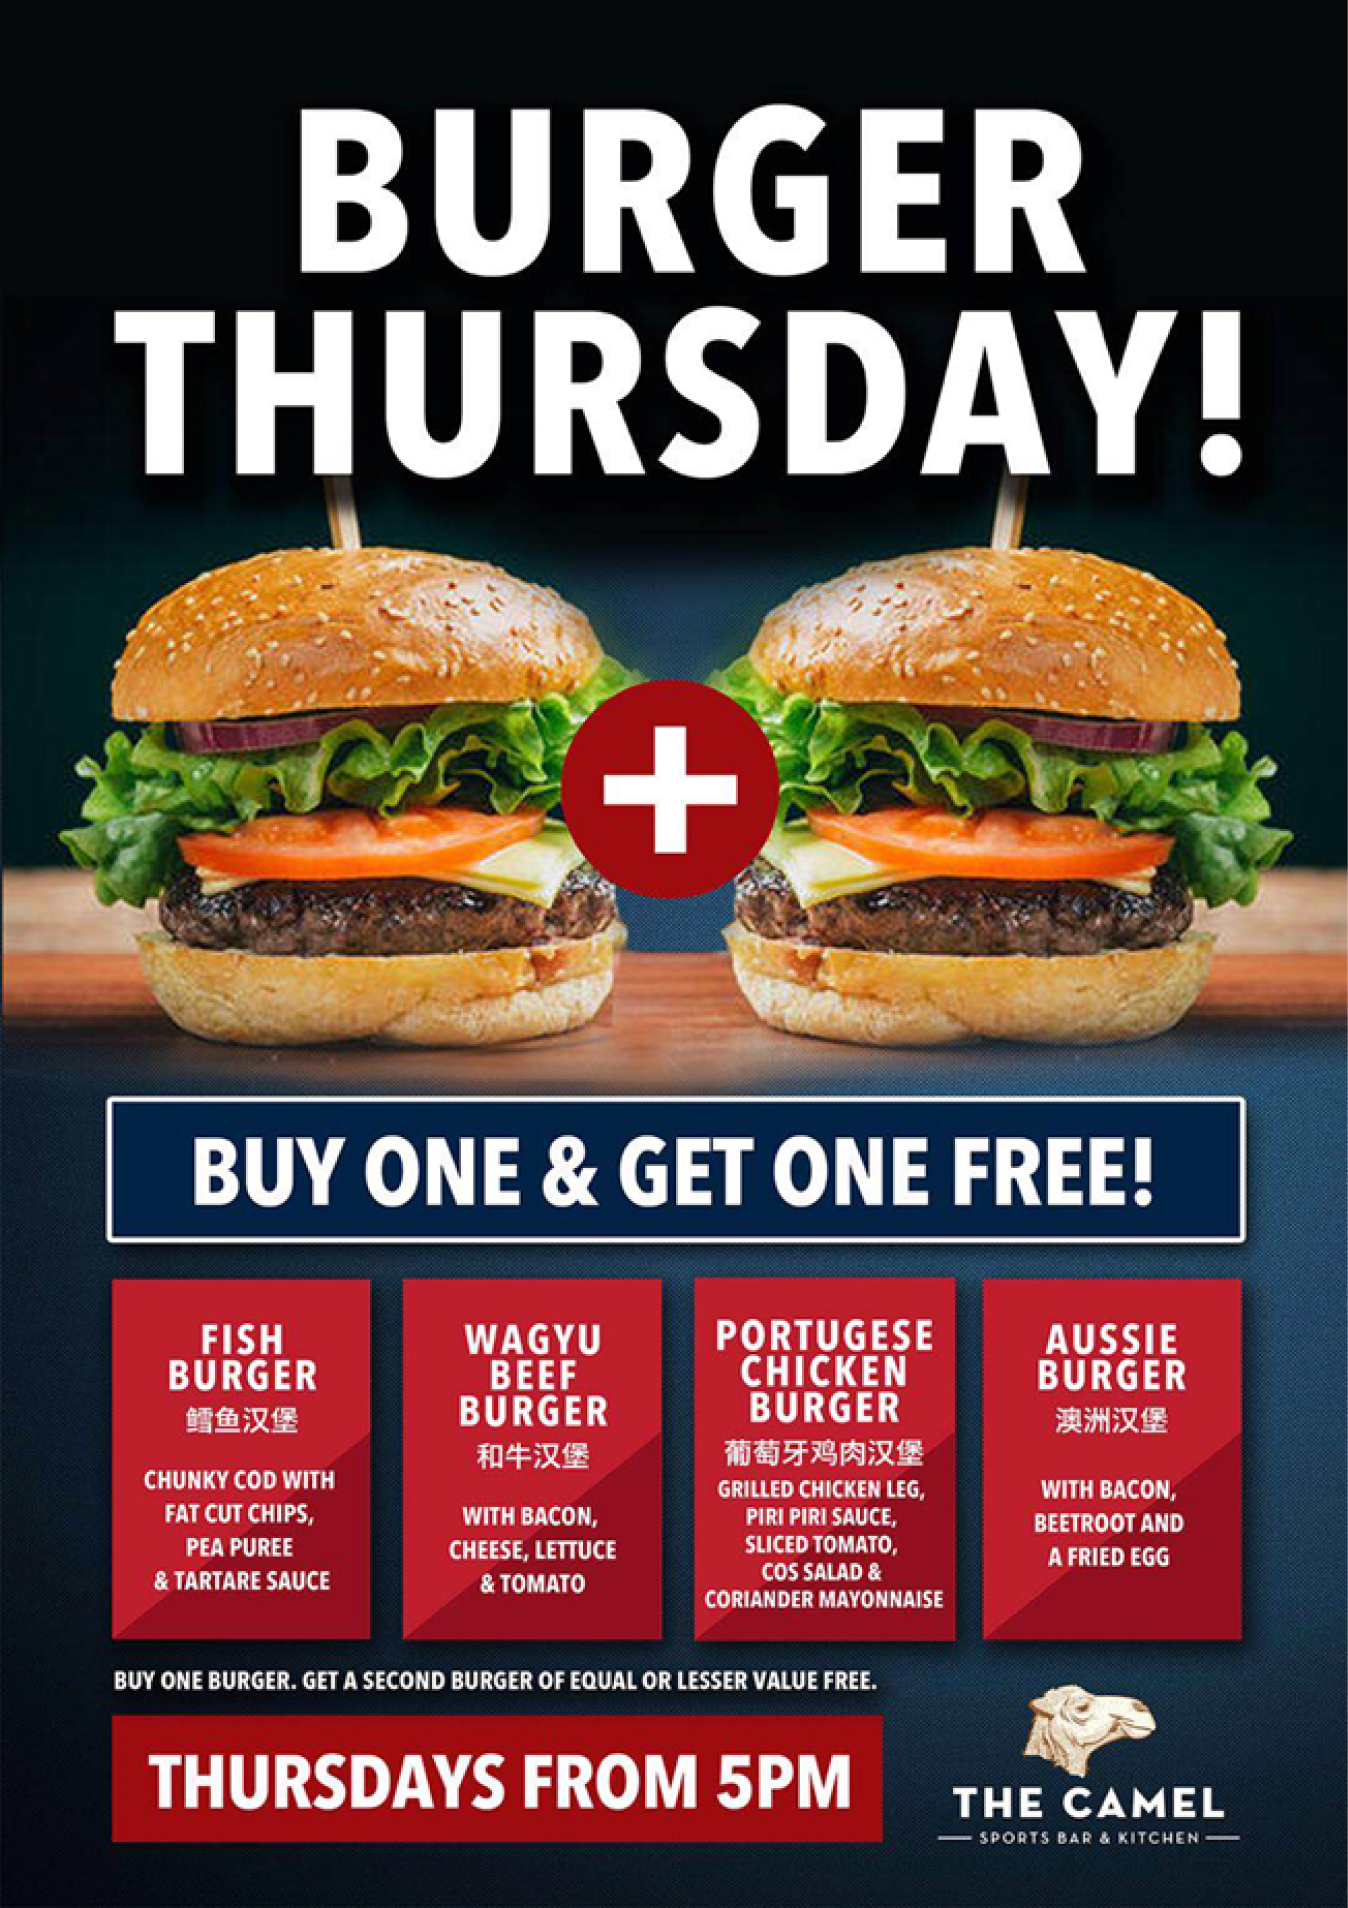 BURGER
THURSDAY!
BUY ONE & GET ONE FREE!
FISH
BURGER
鳕鱼汉堡
CHUNKY COD WITH
FAT CUT CHIPS,
PEA PUREE
& TARTARE SAUCE
WAGYU
BEEF
BURGER
和牛汉堡
WITH BACON,
CHEESE, LETTUCE
& TOMATO
PORTUGESE
CHICKEN
BURGER
葡萄牙鸡肉汉堡
GRILLED CHICKEN LEG,
PIRI PIRI SAUCE,
SLICED TOMATO,
COS SALAD &
CORIANDER MAYONNAISE
AUSSIE
BURGER
澳洲汉堡
WITH BACON,
BEETROOT AND
A FRIED EGG
BUY ONE BURGER. GET A SECOND BURGER OF EQUAL OR LESSER VALUE FREE.
THURSDAYS FROM 5PM
THE CAMEL
SPORTS BAR & KITCHEN